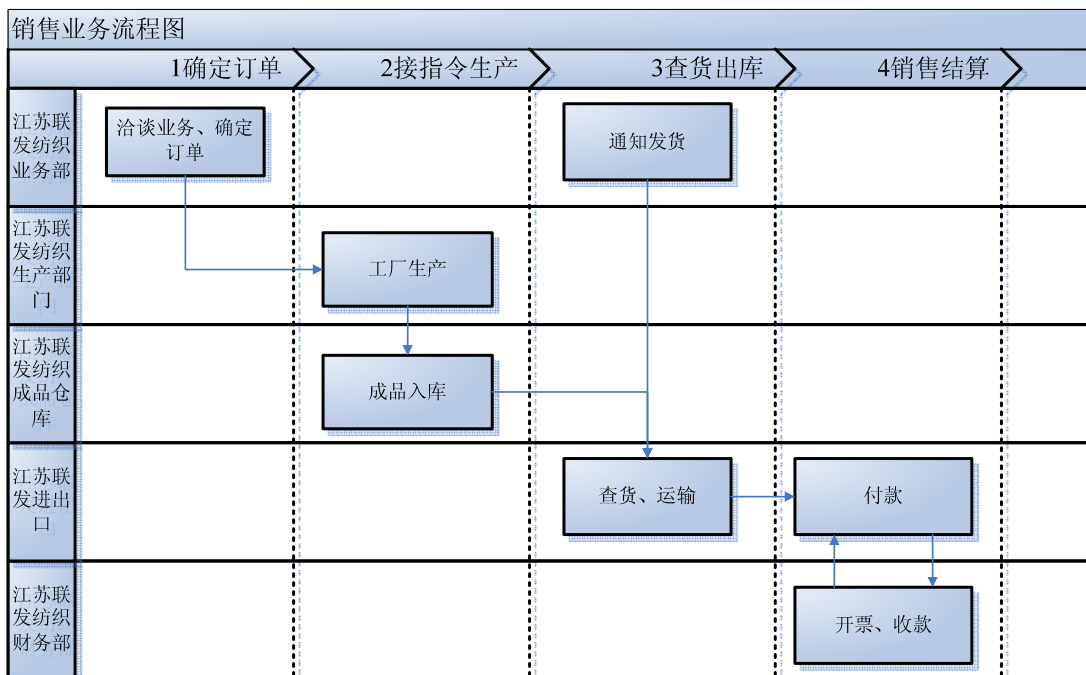 销售业务流程图
1确定订单
2接指令生产
3查货出库
4销售结算
江苏联
发纺织
业务部
洽谈业务、确定
订单
通知发货
江苏联
发纺织
生产部
门
工厂生产
江苏联
发纺织
成品仓
库
成品入库
江苏联
发进出
口
查货、运输
付款
江苏联
发纺织
财务部
开票、收款